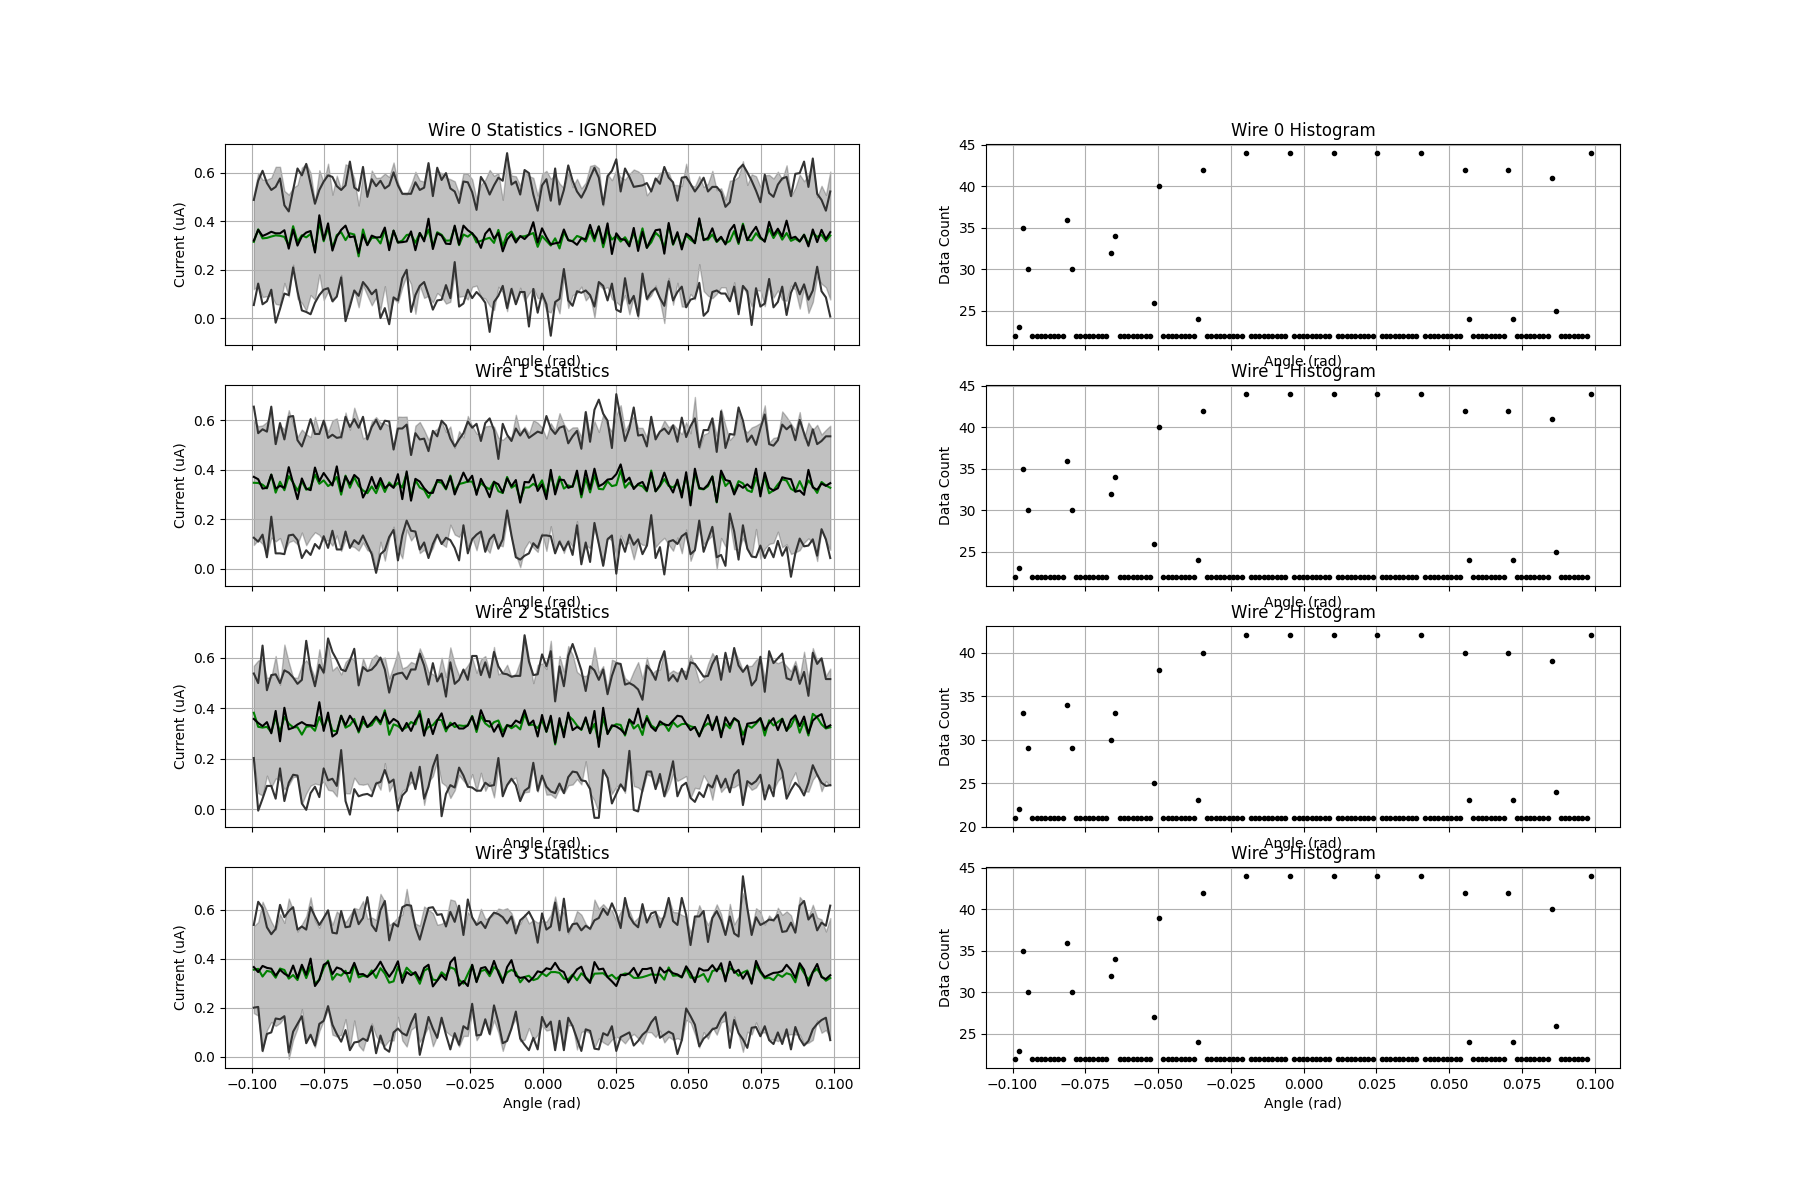 Wire 0 Statistics - IGNORED
Current (uA)
0.6
0.4
0.2
0.0
Angle (rad)
Wire 0 Histogram
Data Count
45
40
35
30
25
Angle (rad)
Wire 1 Statistics
Current (uA)
0.6
0.4
0.2
0.0
Angle (rad)
Wire 1 Histogram
Data Count
45
40
35
30
25
Angle (rad)
Wire 2 Statistics
Current (uA)
0.6
0.4
0.2
0.0
Angle (rad)
Wire 2 Histogram
Data Count
40
35
30
25
20
Angle (rad)
Wire 3 Statistics
Current (uA)
0.6
0.4
0.2
0.0
−0.100 −0.075 −0.050 −0.025 0.000 0.025 0.050 0.075 0.100
Angle (rad)
Wire 3 Histogram
Data Count
45
40
35
30
25
−0.100 −0.075 −0.050 −0.025 0.000 0.025 0.050 0.075 0.100
Angle (rad)